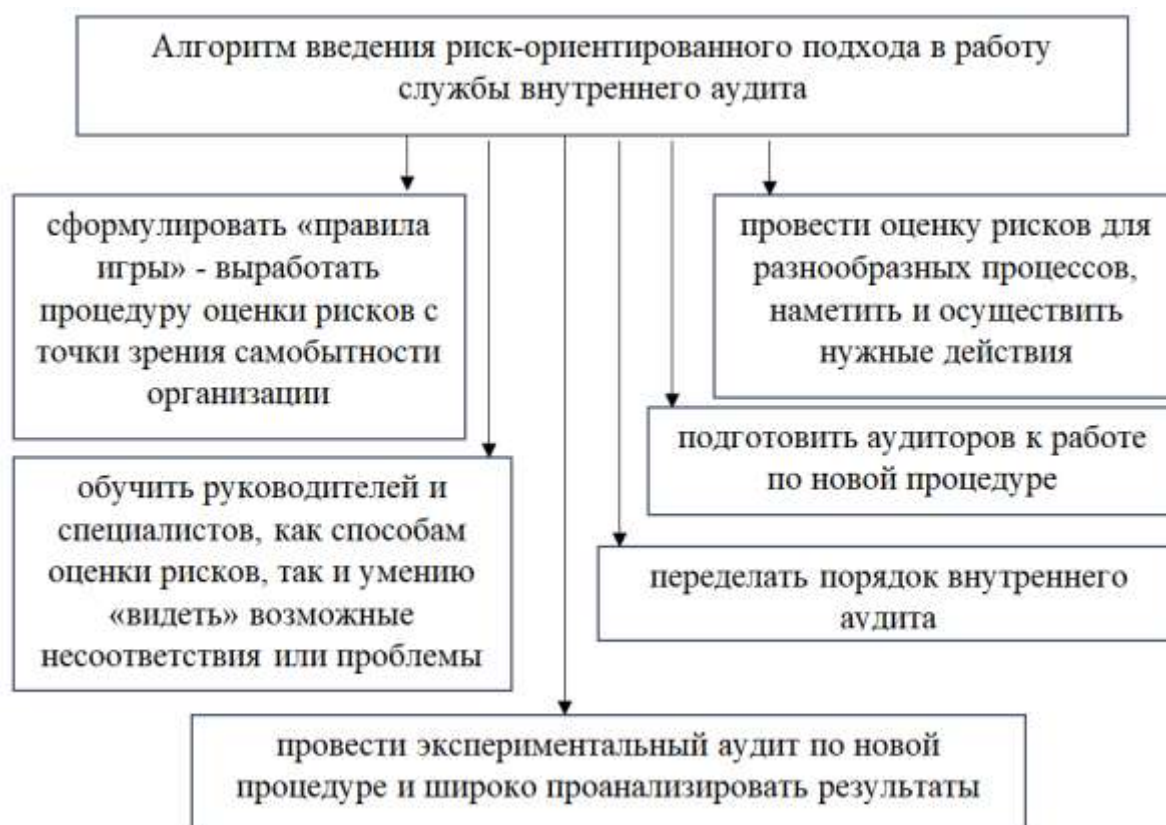 Алгоритм введения риск-ориентированного подхода в работу
службы внутреннего аудита
сформулировать «правила
игры» - выработать
процедуру оценки рисков с
точки зрения самобытности
организации
провести оценку рисков для
разнообразных процессов,
наметить и осуществить
нужные действия
обучить руководителей и
специалистов, как способам
оценки рисков, так и умению
«видеть» возможные
несоответствия или проблемы
подготовить аудиторов к работе
по новой процедуре
переделать порядок внутреннего
аудита
провести экспериментальный аудит по новой
процедуре и широко проанализировать результаты